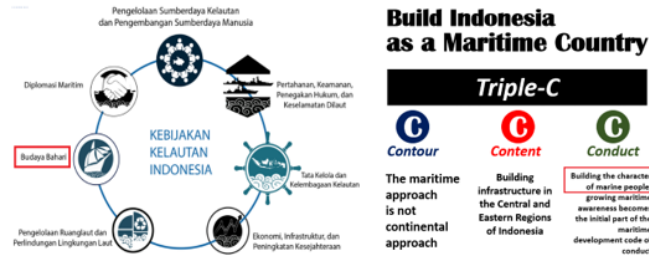 Pengelolaan Sumberdaya Kelautan
dan Pengembangan Sumberdaya Manusia
Diplomasi Maritim
Pertahanan, Keamanan,
Penegakan Hukum, dan
Keselamatan Dilaut
Budaya Bahari
KEBIJAKAN
KELAUTAN
INDONESIA
Tata Kelola dan
Kelembagaan Kelautan
Pengelolaan Ruanglaut dan
Perlindungan Lingkungan Laut
Ekonomi, Infrastruktur, dan
Peningkatan Kesejahteraan
Build Indonesia
as a Maritime Country
Triple-C
C
Contour
The maritime
approach
is not
continental
approach
C
Content
Building
infrastructure in
the Central and
Eastern Regions
of Indonesia
C
Conduct
Building the characte
of marine people,
growing maritime
awareness become
the initial part of the
maritime
development code of
conduct